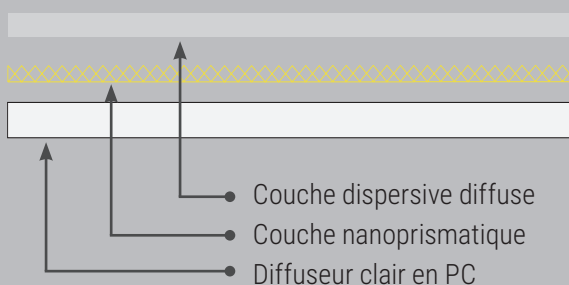 Couche dispersive diffuse
Couche nanoprismatique
Diffuseur clair en PC